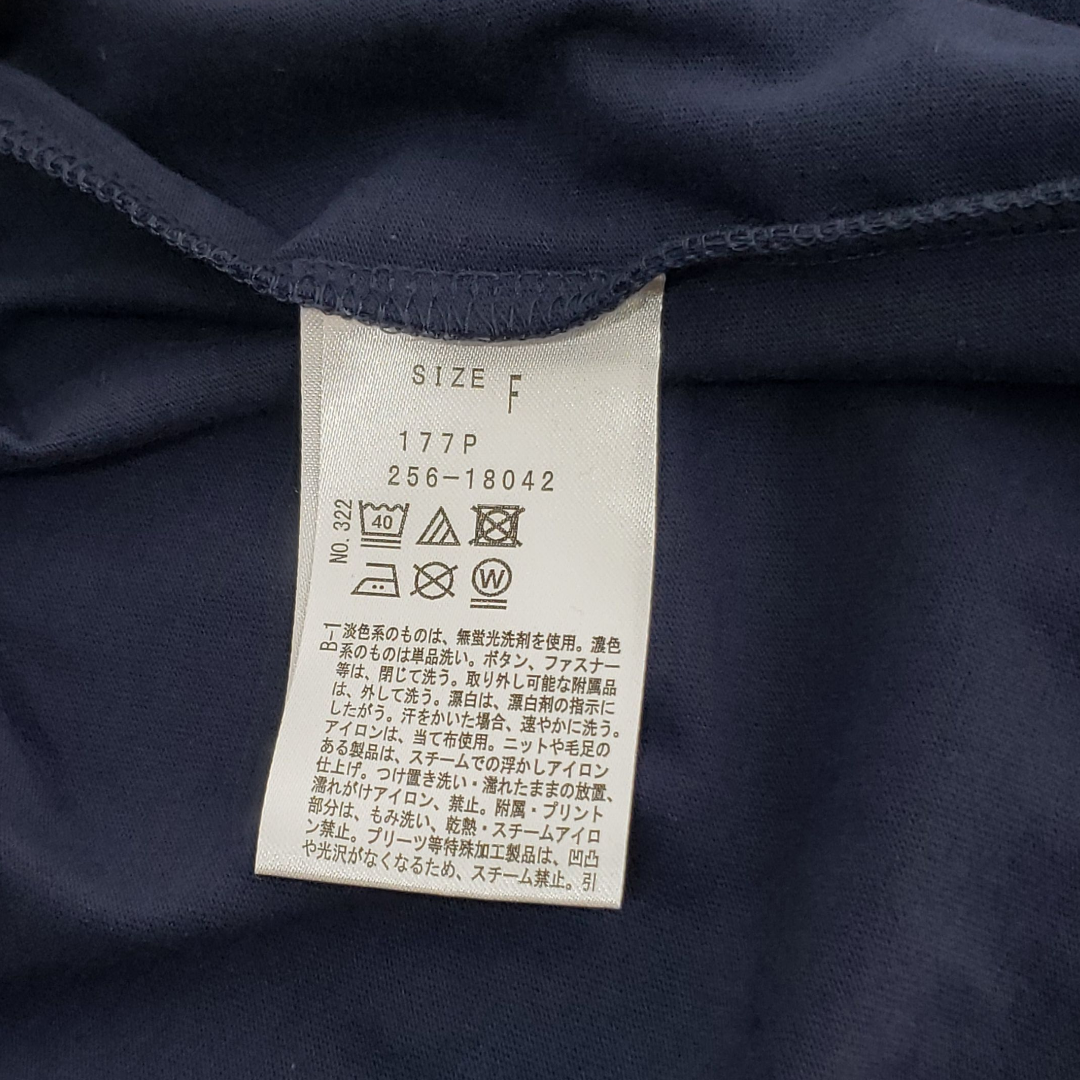 SIZE F
177P
256-18042
NO. 322
40
W
B-1
淡色系のものは、無蛍光洗剤を使用。濃色
系のものは単品洗い。ボタン、ファスナー
等は、閉じて洗う。取り外し可能な附属品
は、外して洗う。漂白は、漂白剤の指示に
したがう。汗をかいた場合、速やかに洗う。
アイロンは、当て布使用。ニットや毛足の
ある製品は、スチームでの浮かしアイロン
仕上げ。つけ置き洗い・濡れたままの放置、
濡れがけアイロン、禁止。附属・プリント
部分は、もみ洗い、乾熱・スチームアイロ
ン禁止。プリーツ等特殊加工製品は、凹凸
や光沢がなくなるため、スチーム禁止。引